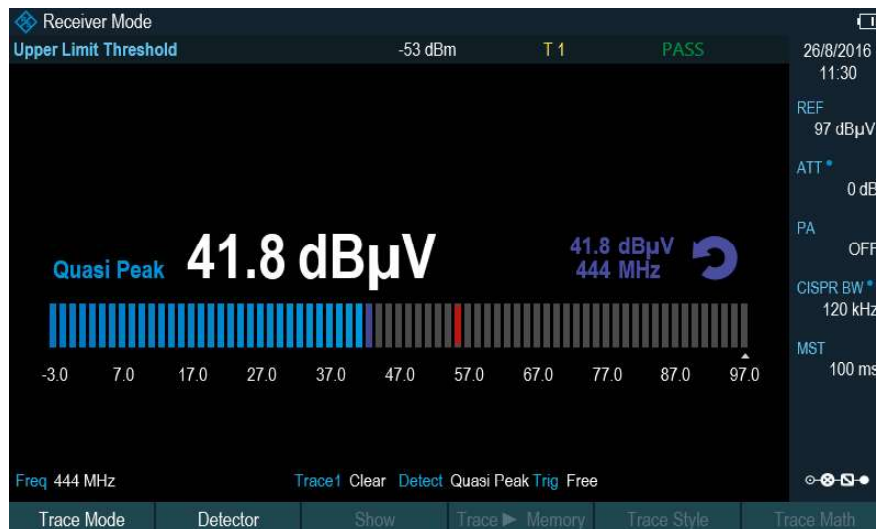 Receiver Mode
Upper Limit Threshold -53 dBm T 1 PASS
26/8/2016
11:30
REF
97 dBµV
ATT
0 dB
PA
OFF
CISPR BW
120 kHz
MST
100 ms
Quasi Peak 41.8 dBµV
41.8 dBµV
444 MHz
-3.0 7.0 17.0 27.0 37.0 47.0 57.0 67.0 77.0 87.0 97.0
Freq 444 MHz Trace1 Clear Detect Quasi Peak Trig Free
Trace Mode Detector Show Trace ► Memory Trace Style Trace Math